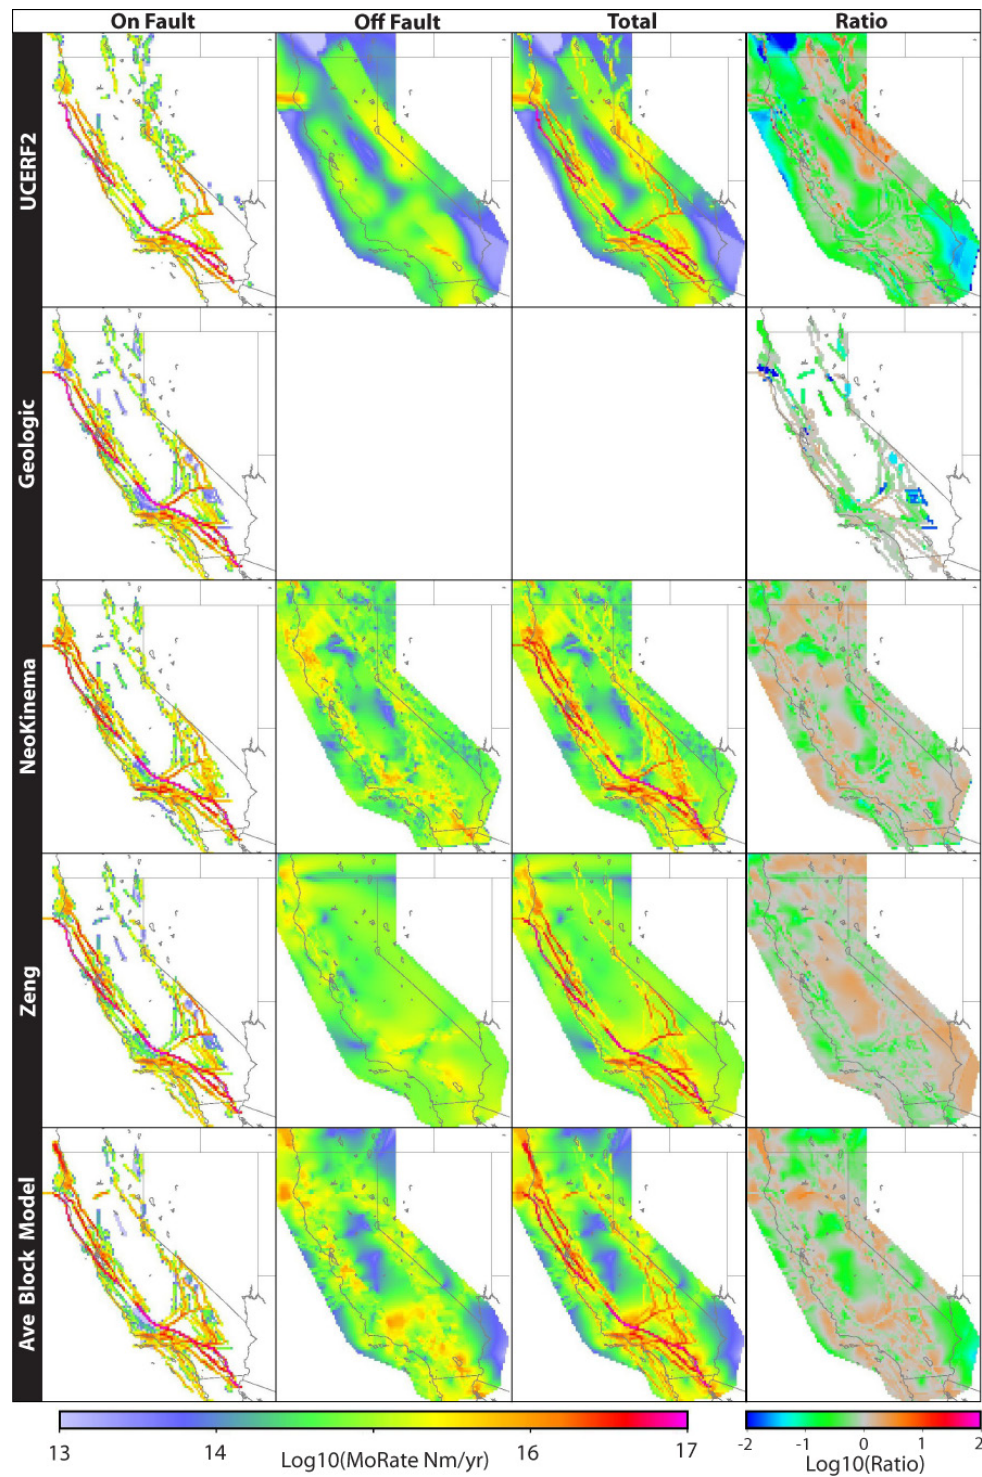 On Fault Off Fault Total Ratio
UCERF2
Geologic
NeoKinema
Zeng
Ave Block Model
13 14 16 17
Log10(MoRate Nm/yr)
-2 -1 0 1 2
Log10(Ratio)